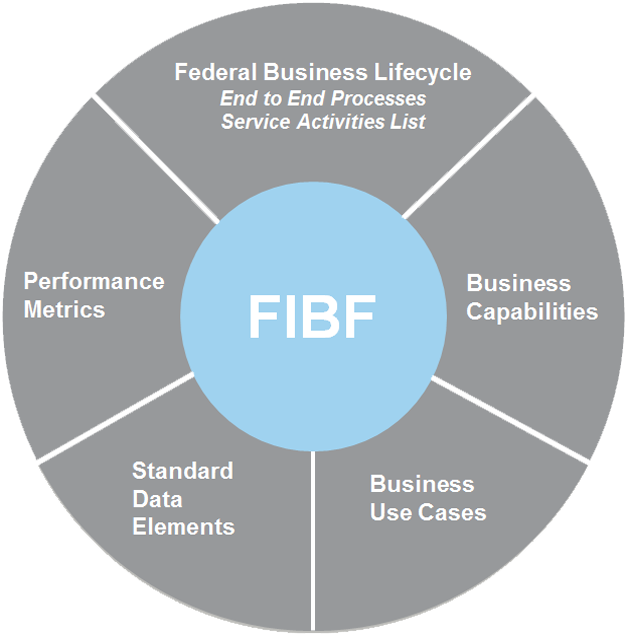 Federal Business Lifecycle
End to End Processes
Service Activities List
Performance
Metrics
FIBF
Business
Capabilities
Standard
Data
Elements
Business
Use Cases